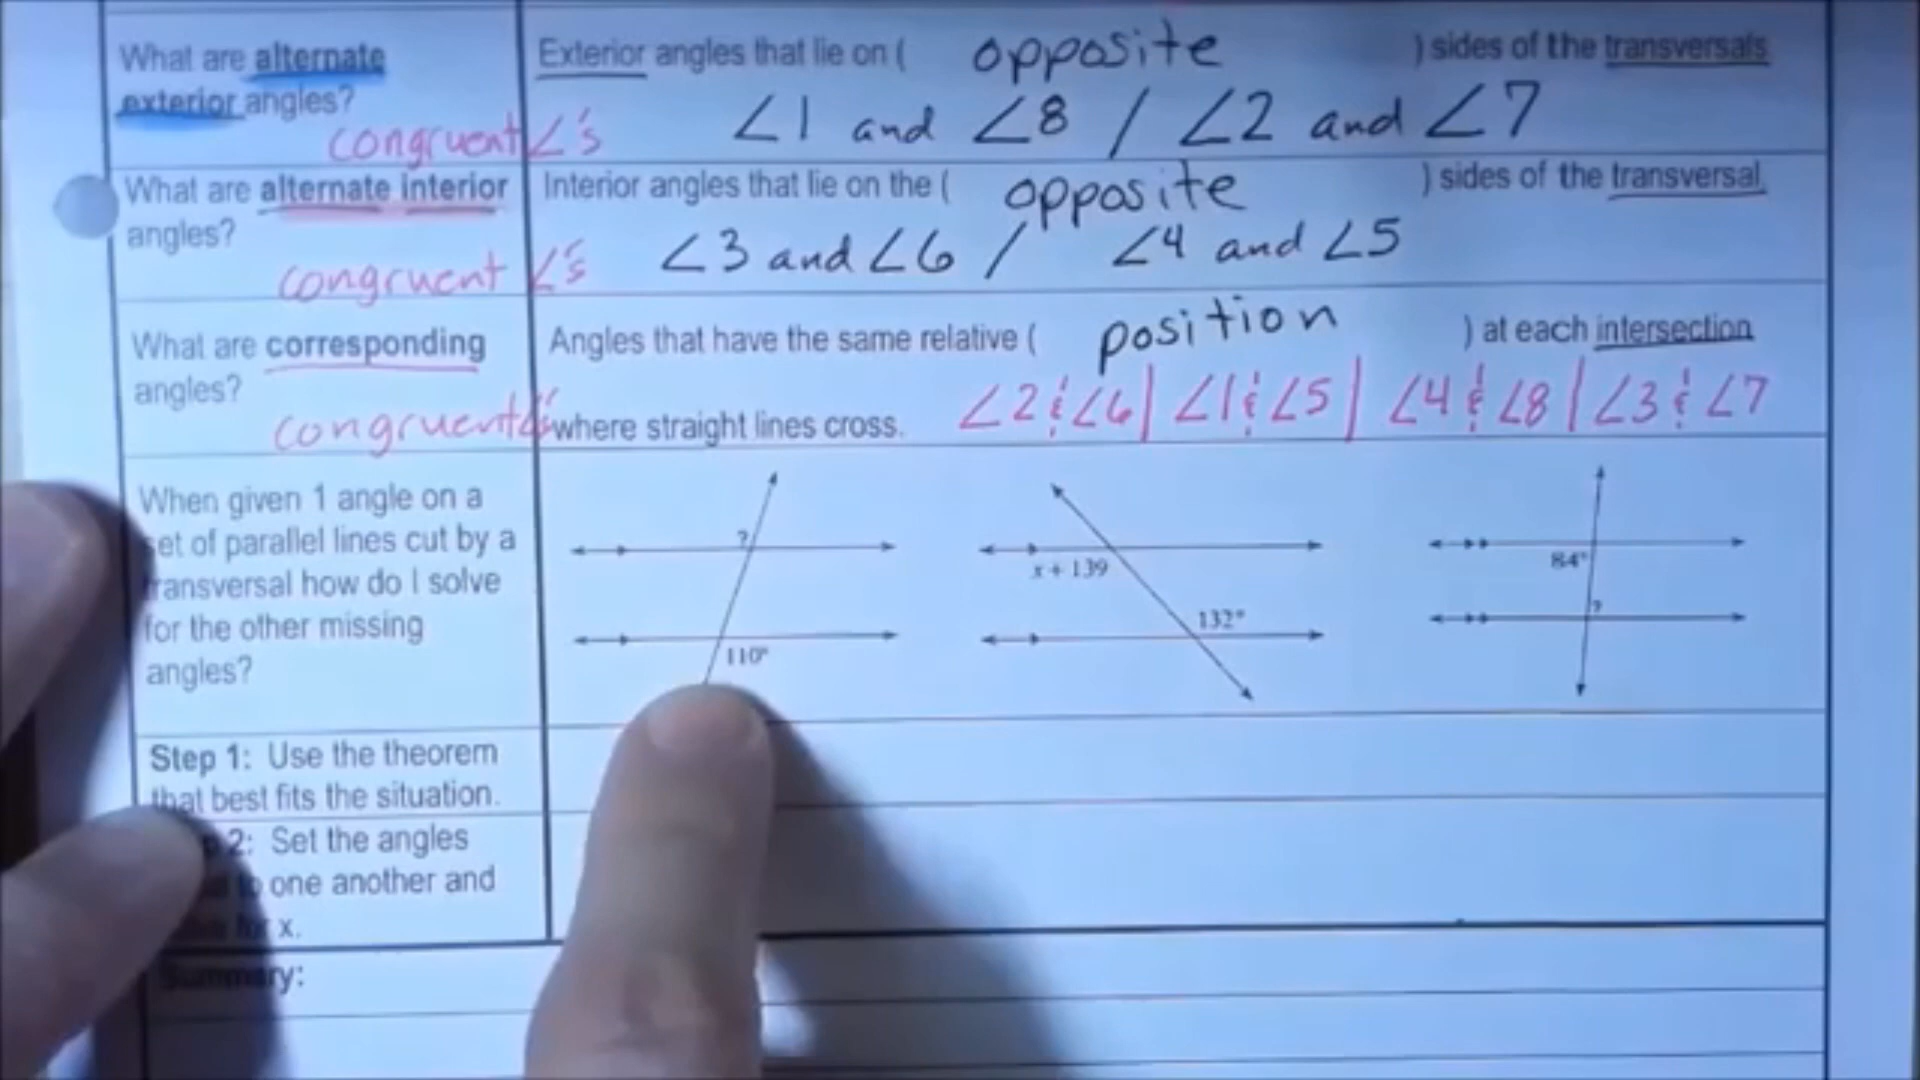 What are alternate
exterior angles?
congruent ∠'s
Exterior angles that lie on ( opposite ) sides of the transversals
∠1 and ∠8 / ∠2 and ∠7
What are alternate interior
angles?
congruent ∠'s
Interior angles that lie on the ( opposite ) sides of the transversal.
∠3 and ∠6 / ∠4 and ∠5
What are corresponding
angles?
congruent ∠'s
Angles that have the same relative ( position ) at each intersection
where straight lines cross. ∠2 & ∠6 | ∠1 & ∠5 | ∠4 & ∠8 | ∠3 & ∠7
When given 1 angle on a
set of parallel lines cut by a
transversal how do I solve
for the other missing
angles?
?
110°
x + 139
132°
84°
?
Step 1: Use the theorem
that best fits the situation.
2: Set the angles
one another and
x.
Summary: